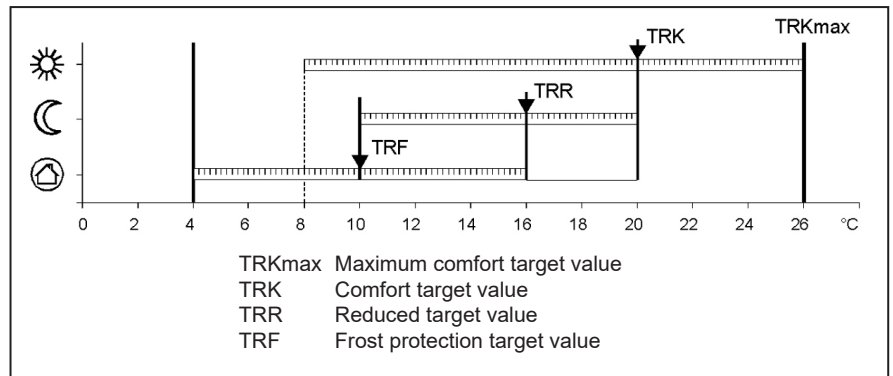 TRKmax
TRK
TRR
TRF
0 2 4 6 8 10 12 14 16 18 20 22 24 26 °C
TRKmax Maximum comfort target value
TRK Comfort target value
TRR Reduced target value
TRF Frost protection target value